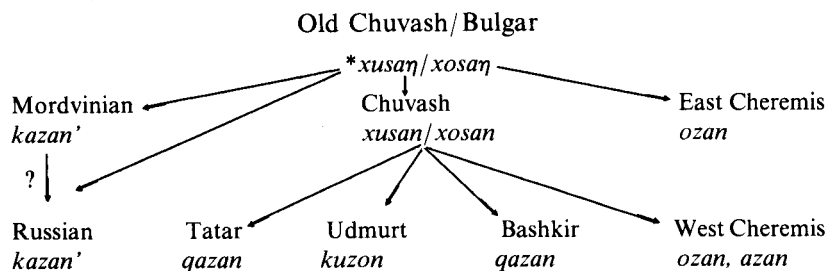 Old Chuvash/Bulgar
*xusaŋ/xosaŋ
Mordvinian Chuvash East Cheremis
kazan' xusan/xosan ozan
?
Russian Tatar Udmurt Bashkir West Cheremis
kazan' qazan kuzon qazan ozan, azan